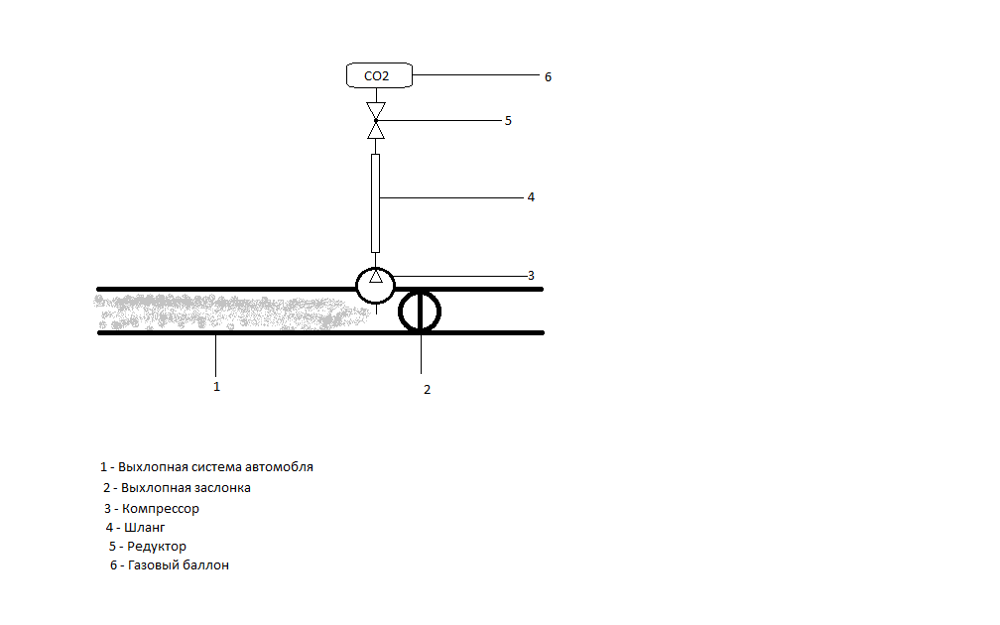 CO2
6
5
4
3
1
2
1 - Выхлопная система автомобля
2 - Выхлопная заслонка
3 - Компрессор
4 - Шланг
5 - Редуктор
6 - Газовый баллон